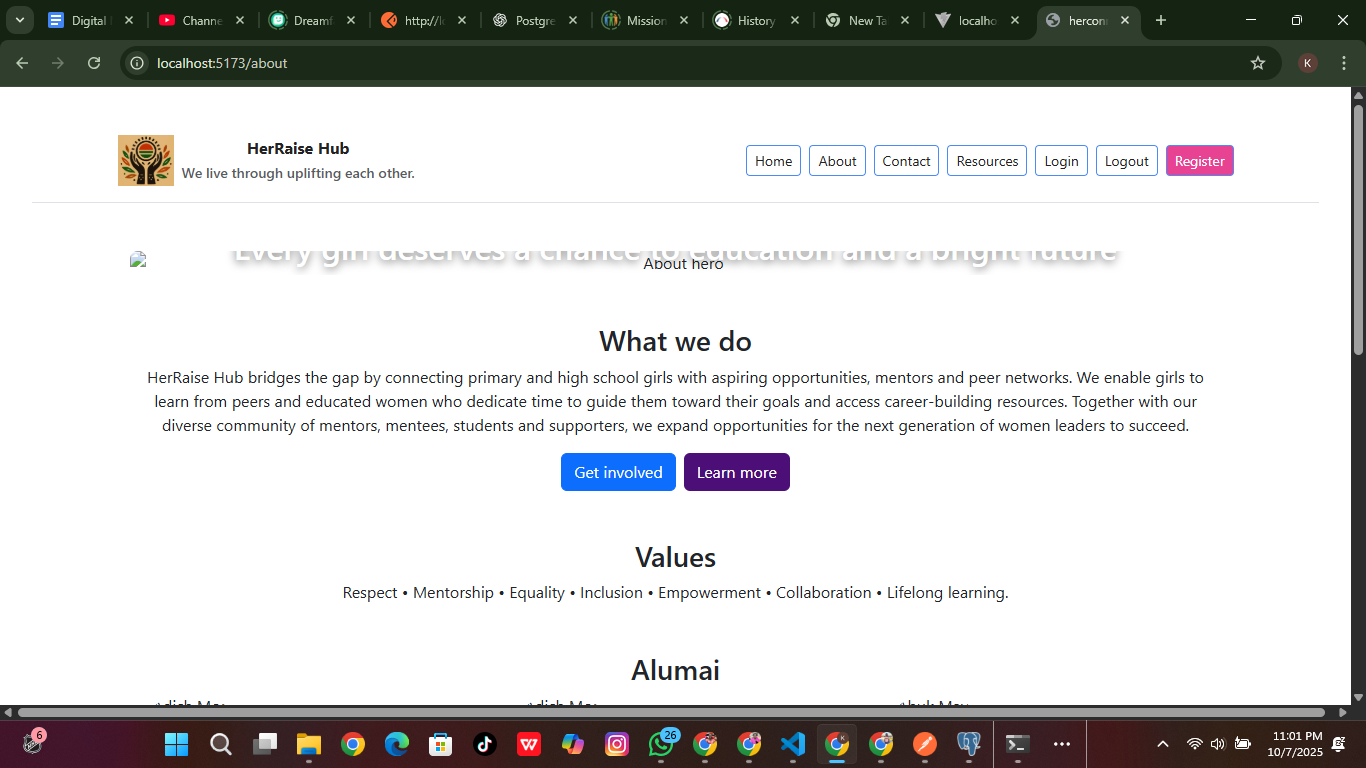 Digital
Channe
Dreamf
http://l
Postgre
Mission
History
New Ta
localho
hercon
localhost:5173/about
K
HerRaise Hub
We live through uplifting each other.
Home About Contact Resources Login Logout Register
Every girl deserves a chance to education and a bright future
About hero
What we do
HerRaise Hub bridges the gap by connecting primary and high school girls with aspiring opportunities, mentors and peer networks. We enable girls to
learn from peers and educated women who dedicate time to guide them toward their goals and access career-building resources. Together with our
diverse community of mentors, mentees, students and supporters, we expand opportunities for the next generation of women leaders to succeed.
Get involved Learn more
Values
Respect • Mentorship • Equality • Inclusion • Empowerment • Collaboration • Lifelong learning.
Alumai
6
26
11:01 PM
10/7/2025